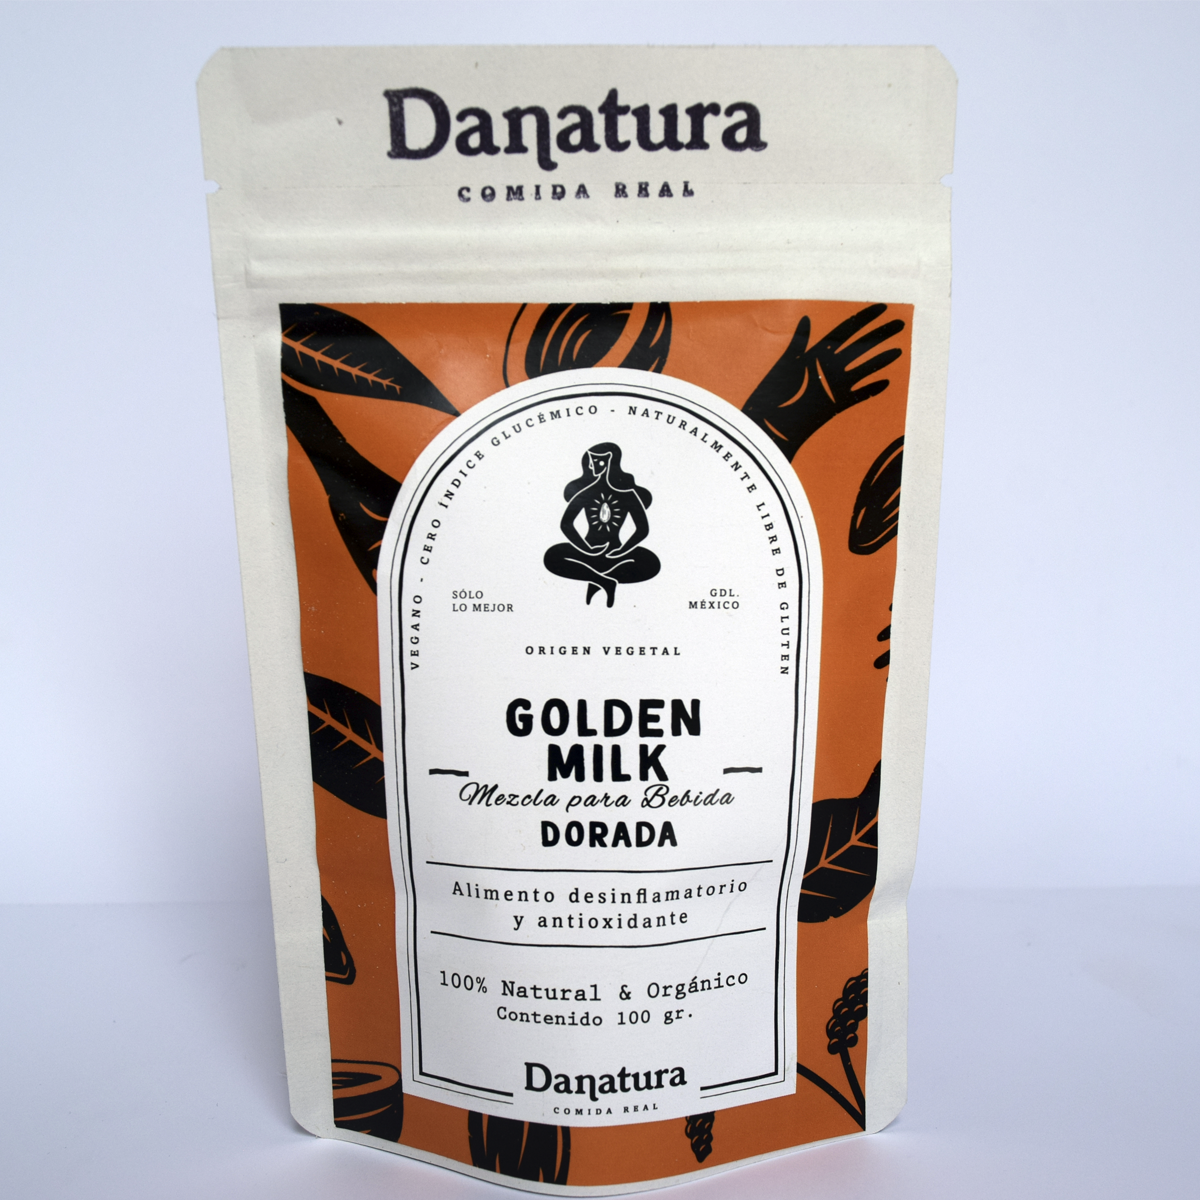 Danatura
COMIDA REAL
VEGANO - CERO ÍNDICE GLUCÉMICO - NATURALMENTE LIBRE DE GLUTEN
SÓLO
LO MEJOR
GDL.
MÉXICO
ORIGEN VEGETAL
GOLDEN
MILK
Mezcla para Bebida
DORADA
Alimento desinflamatorio
y antioxidante
100% Natural & Orgánico
Contenido 100 gr.
Danatura
COMIDA REAL